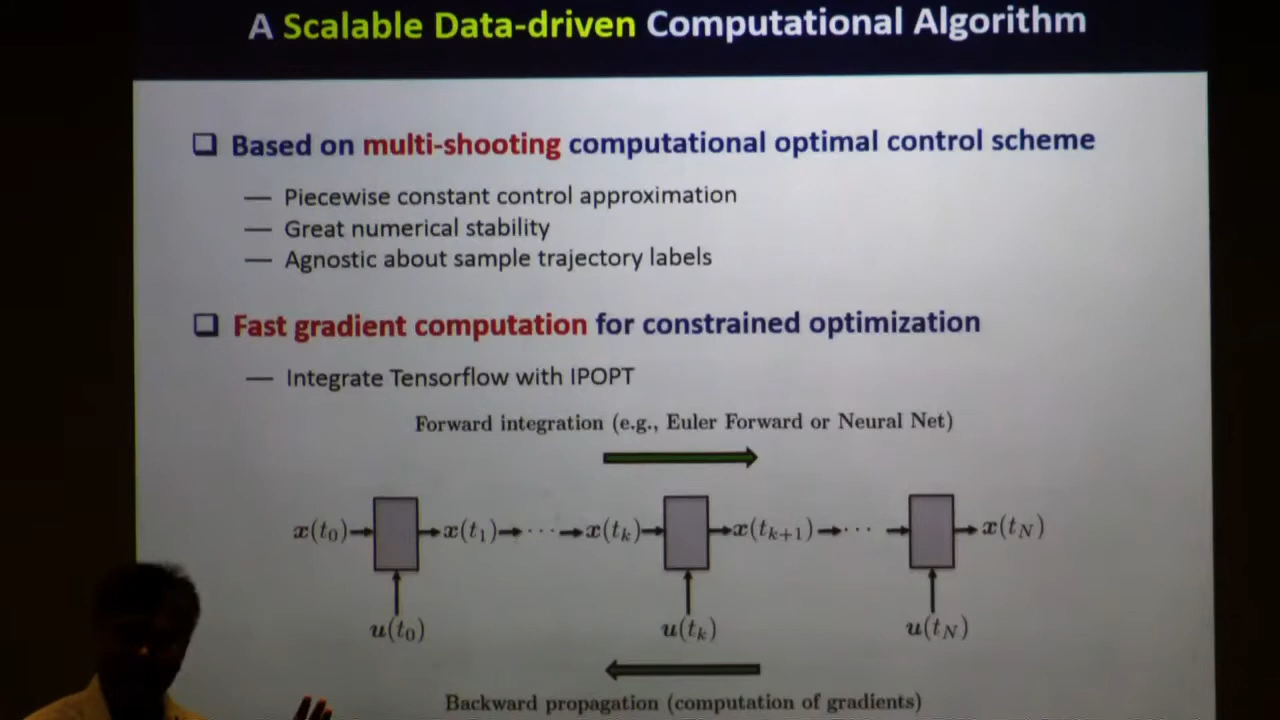 A Scalable Data-driven Computational Algorithm
❑ Based on multi-shooting computational optimal control scheme
— Piecewise constant control approximation
— Great numerical stability
— Agnostic about sample trajectory labels
❑ Fast gradient computation for constrained optimization
— Integrate Tensorflow with IPOPT
Forward integration (e.g., Euler Forward or Neural Net)
x(t₀) x(t₁) ··· x(tₖ) x(tₖ₊₁) ··· x(t_N)
u(t₀) u(tₖ) u(t_N)
Backward propagation (computation of gradients)